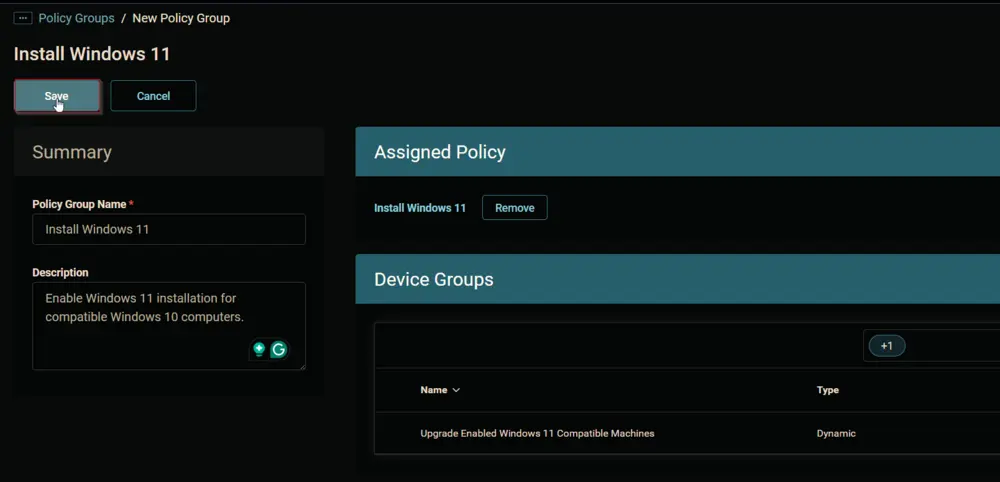 Policy Groups / New Policy Group
Install Windows 11
Save Cancel
Summary
Policy Group Name *
Install Windows 11
Description
Enable Windows 11 installation for
compatible Windows 10 computers.
G
Assigned Policy
Install Windows 11 Remove
Device Groups
+1
Name Type
Upgrade Enabled Windows 11 Compatible Machines Dynamic